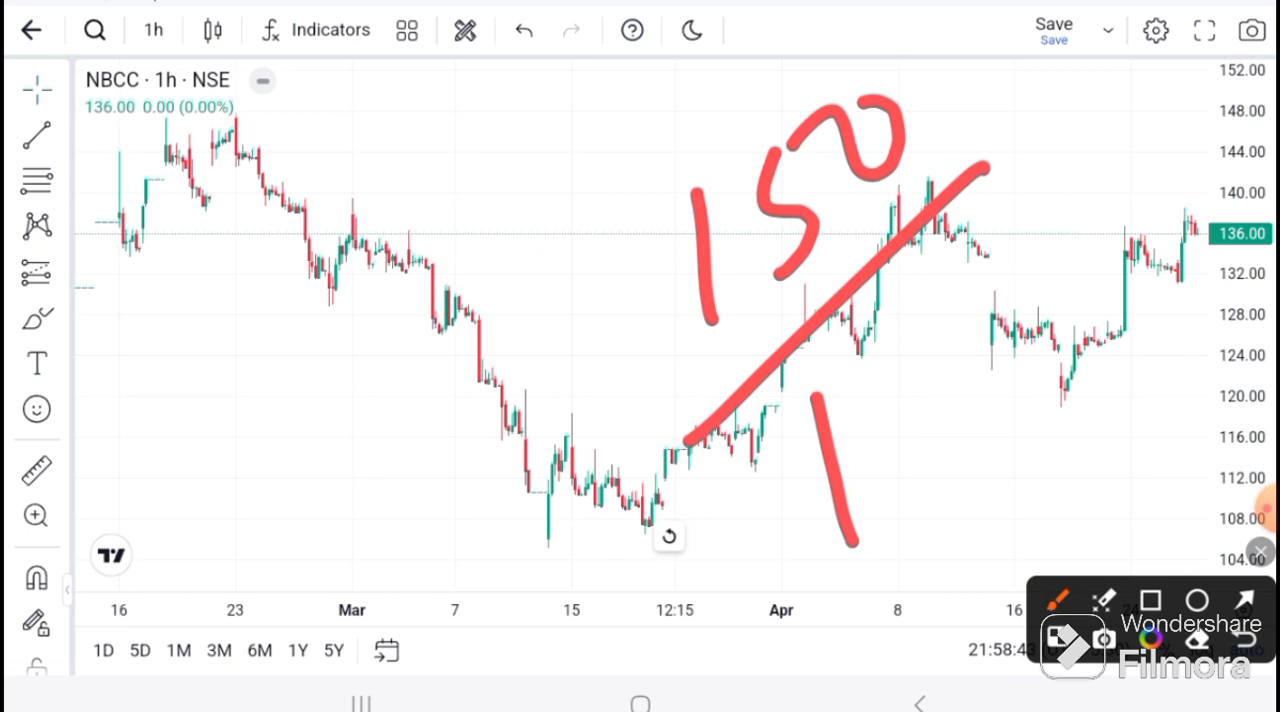 1h
Indicators
Save
Save
NBCC · 1h · NSE
136.00 0.00 (0.00%)
152.00
148.00
144.00
140.00
136.00
132.00
128.00
124.00
120.00
116.00
112.00
108.00
104.00
150
1
16 23 Mar 7 15 12:15 Apr 8 16 24
1D 5D 1M 3M 6M 1Y 5Y
21:58:43
auto
Wondershare
Filmora